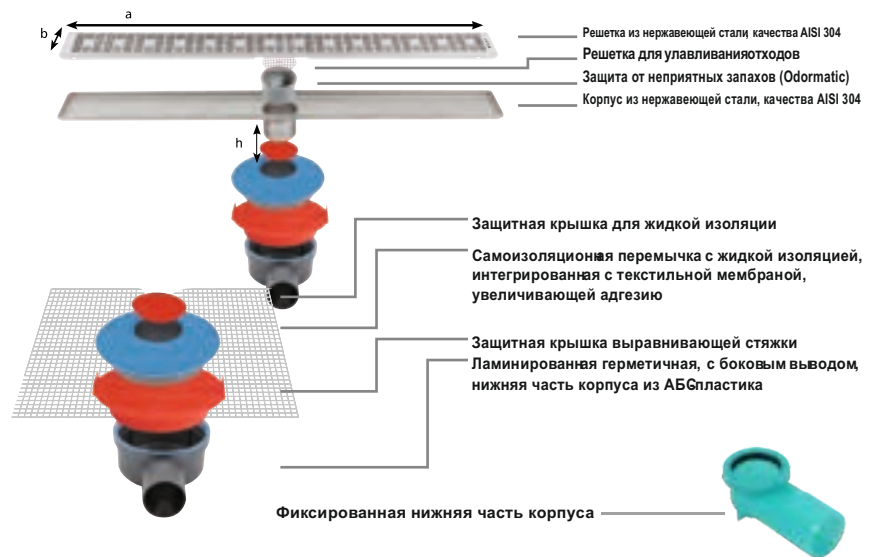 a
b
Решетка из нержавеющей стали, качества AISI 304
Решетка для улавливанияотходов
Защита от неприятных запахов (Odormatic)
Корпус из нержавеющей стали, качества AISI 304
h
Защитная крышка для жидкой изоляции
Самоизоляционная перемычка с жидкой изоляцией,
интегрированная с текстильной мембраной,
увеличивающей адгезию
Защитная крышка выравнивающей стяжки
Ламинированная герметичная, с боковым выводом,
нижняя часть корпуса из АБСпластика
Фиксированная нижняя часть корпуса